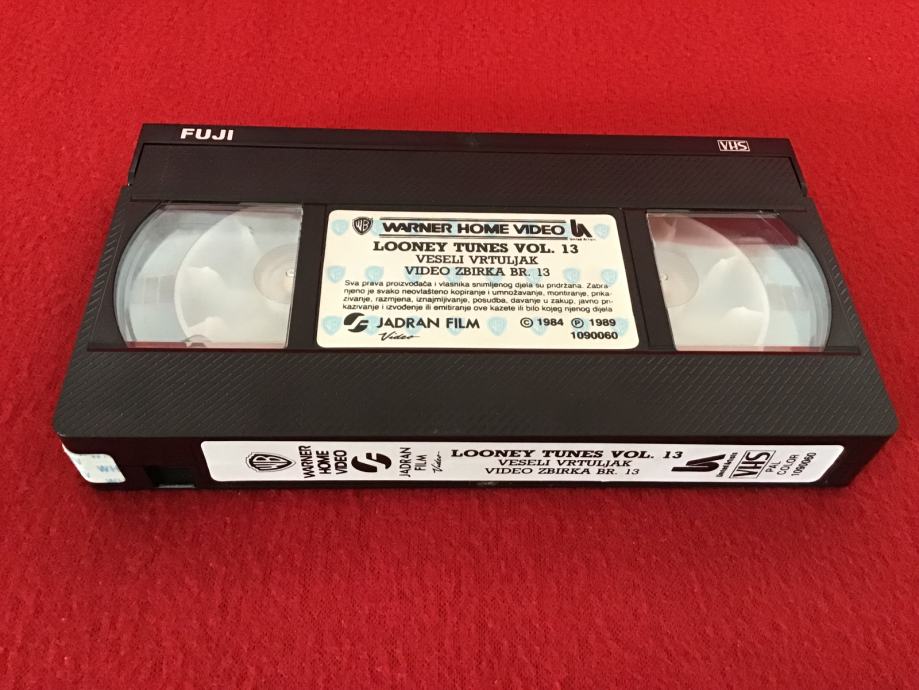 FUJI
VHS
WB WARNER HOME VIDEO
LOONEY TUNES VOL. 13
VESELI VRTULJAK
VIDEO ZBIRKA BR. 13
Sva prava proizvođača i vlasnika snimljenog djela su pridržana. Zabra-
njeno je svako neovlašteno kopiranje i umnožavanje, montiranje, prika-
zivanje, razmjena, iznajmljivanje, posudba, davanje u zakup, javno pri-
kazivanje i izvođenje ili emitiranje ove kazete ili bilo kojeg njenog dijela
JADRAN FILM © 1984 ℗ 1989
Video 1090060
WB
WARNER
HOME
VIDEO
JADRAN
FILM
Video
LOONEY TUNES VOL. 13
VESELI VRTULJAK
VIDEO ZBIRKA BR. 13
VHS
PAL
COLOR
1090060